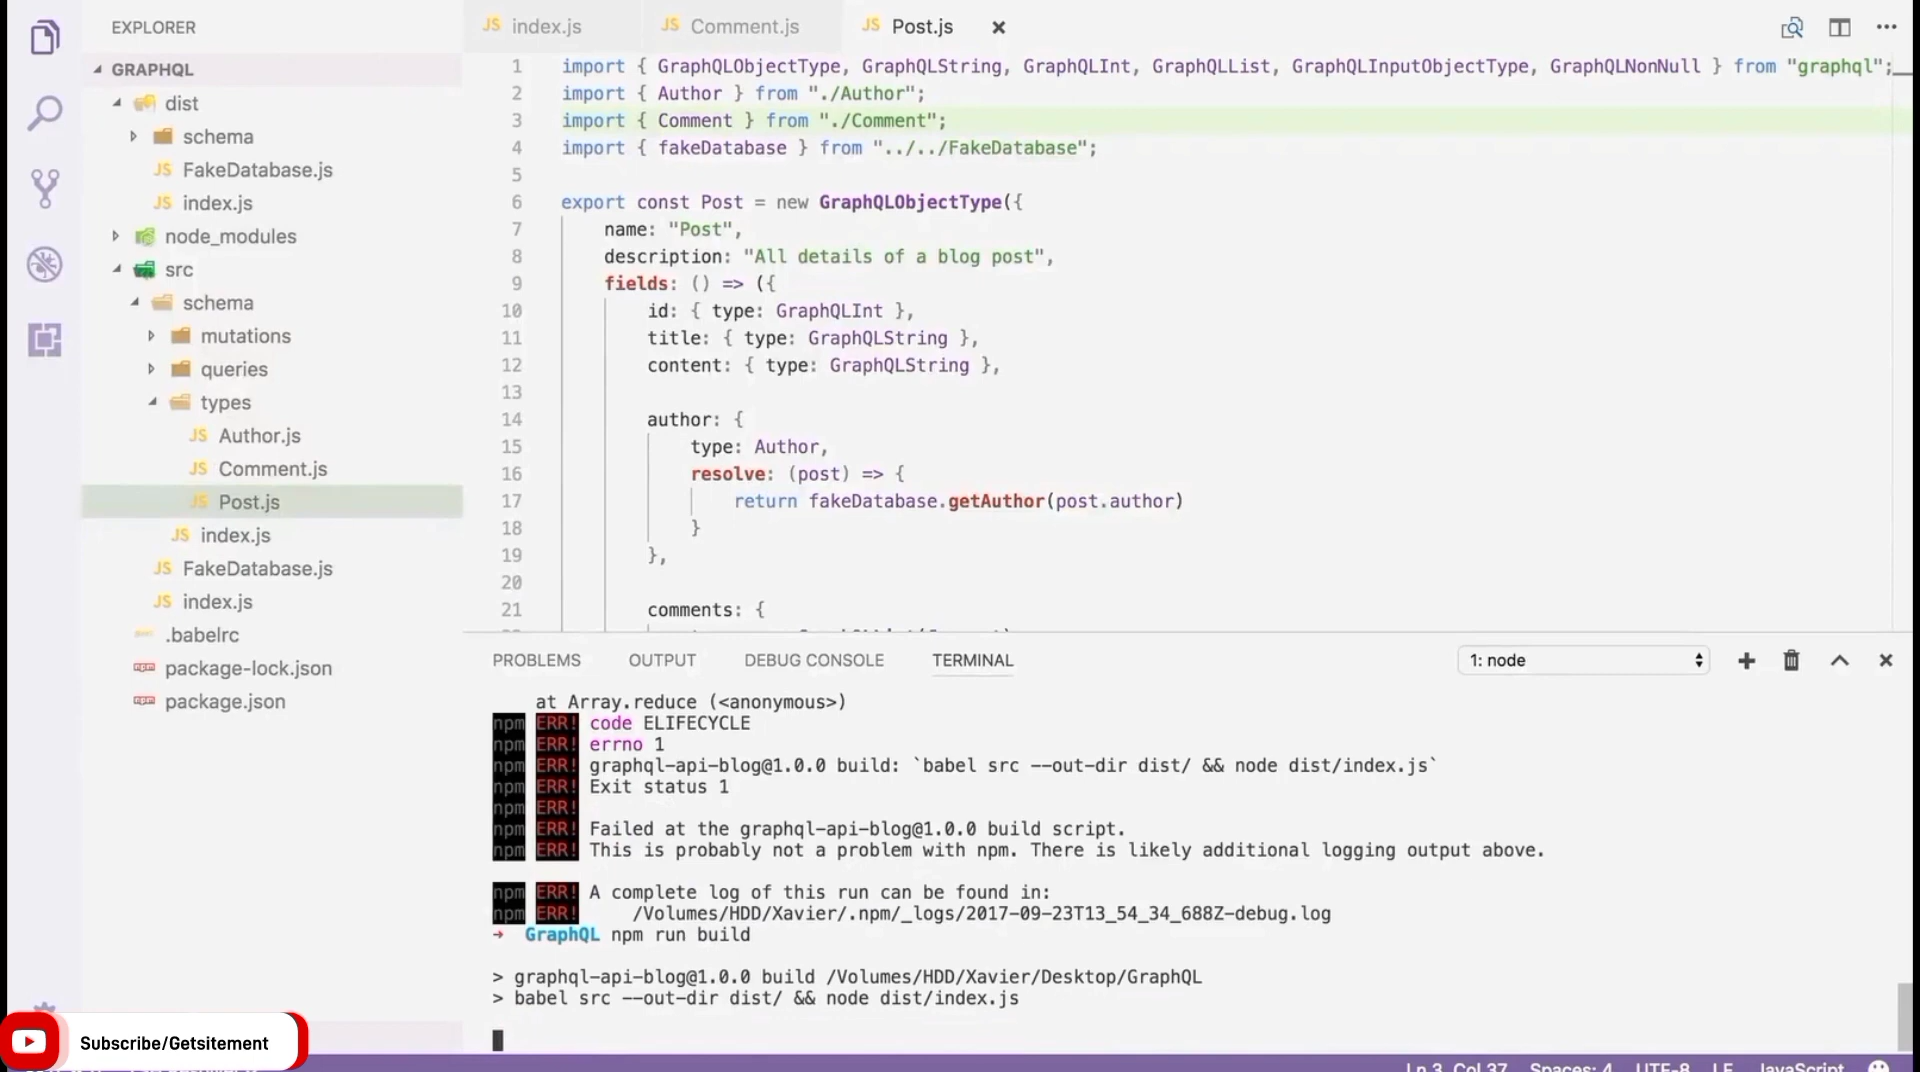 EXPLORER
GRAPHQL
dist
schema
FakeDatabase.js
index.js
node_modules
src
schema
mutations
queries
types
Author.js
Comment.js
Post.js
index.js
FakeDatabase.js
index.js
.babelrc
package-lock.json
package.json
index.js
Comment.js
Post.js
1 import { GraphQLObjectType, GraphQLString, GraphQLInt, GraphQLList, GraphQLInputObjectType, GraphQLNonNull } from "graphql";
2 import { Author } from "./Author";
3 import { Comment } from "./Comment";
4 import { fakeDatabase } from "../../FakeDatabase";
5
6 export const Post = new GraphQLObjectType({
7 name: "Post",
8 description: "All details of a blog post",
9 fields: () => ({
10 id: { type: GraphQLInt },
11 title: { type: GraphQLString },
12 content: { type: GraphQLString },
13
14 author: {
15 type: Author,
16 resolve: (post) => {
17 return fakeDatabase.getAuthor(post.author)
18 }
19 },
20
21 comments: {
PROBLEMS OUTPUT DEBUG CONSOLE TERMINAL 1: node
at Array.reduce (<anonymous>)
npm ERR! code ELIFECYCLE
npm ERR! errno 1
npm ERR! graphql-api-blog@1.0.0 build: `babel src --out-dir dist/ && node dist/index.js`
npm ERR! Exit status 1
npm ERR!
npm ERR! Failed at the graphql-api-blog@1.0.0 build script.
npm ERR! This is probably not a problem with npm. There is likely additional logging output above.
npm ERR! A complete log of this run can be found in:
npm ERR! /Volumes/HDD/Xavier/.npm/_logs/2017-09-23T13_54_34_688Z-debug.log
→ GraphQL npm run build
> graphql-api-blog@1.0.0 build /Volumes/HDD/Xavier/Desktop/GraphQL
> babel src --out-dir dist/ && node dist/index.js
Subscribe/Getsitement
Ln 3, Col 37 Spaces: 4 UTF-8 LF JavaScript